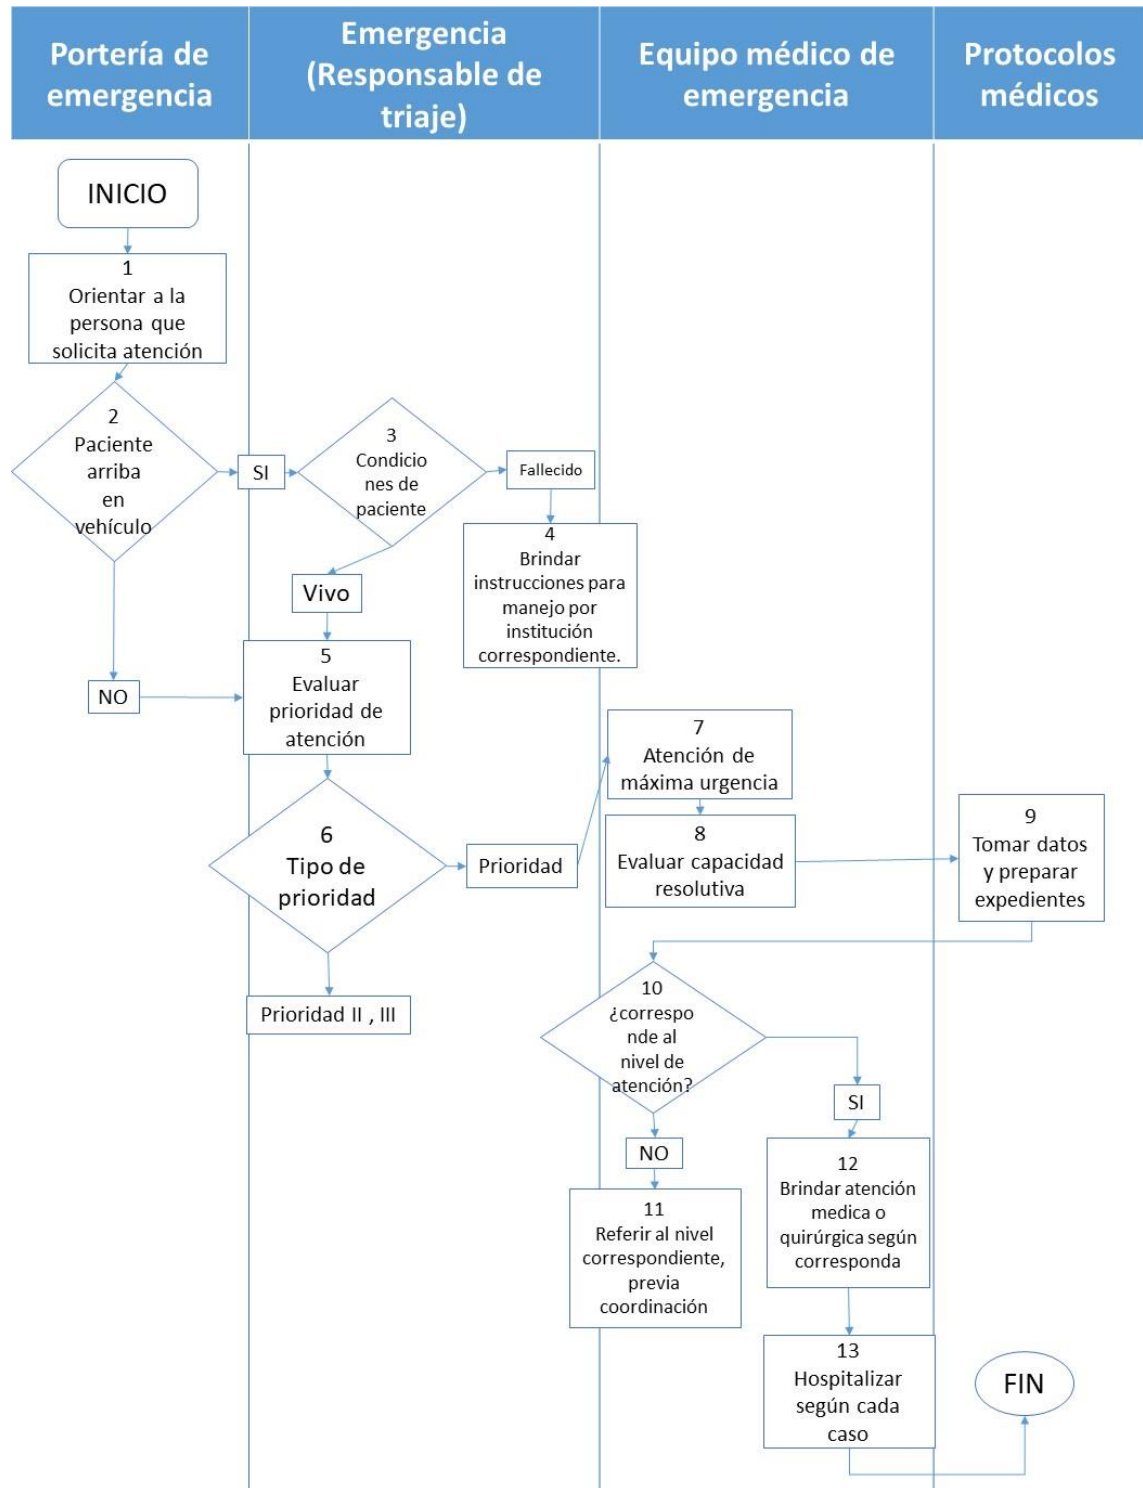 Portería de
emergencia
Emergencia
(Responsable de
triaje)
Equipo médico de
emergencia
Protocolos
médicos
INICIO
1
Orientar a la
persona que
solicita atención
2
Paciente
arriba
en
vehículo
SI
3
Condicio
nes de
paciente
Fallecido
4
Brindar
instrucciones para
manejo por
institución
correspondiente.
Vivo
NO
5
Evaluar
prioridad de
atención
6
Tipo de
prioridad
Prioridad
Prioridad II , III
7
Atención de
máxima urgencia
8
Evaluar capacidad
resolutiva
9
Tomar datos
y preparar
expedientes
10
¿correspo
nde al
nivel de
atención?
SI
NO
11
Referir al nivel
correspondiente,
previa
coordinación
12
Brindar atención
medica o
quirúrgica según
corresponda
13
Hospitalizar
según cada
caso
FIN